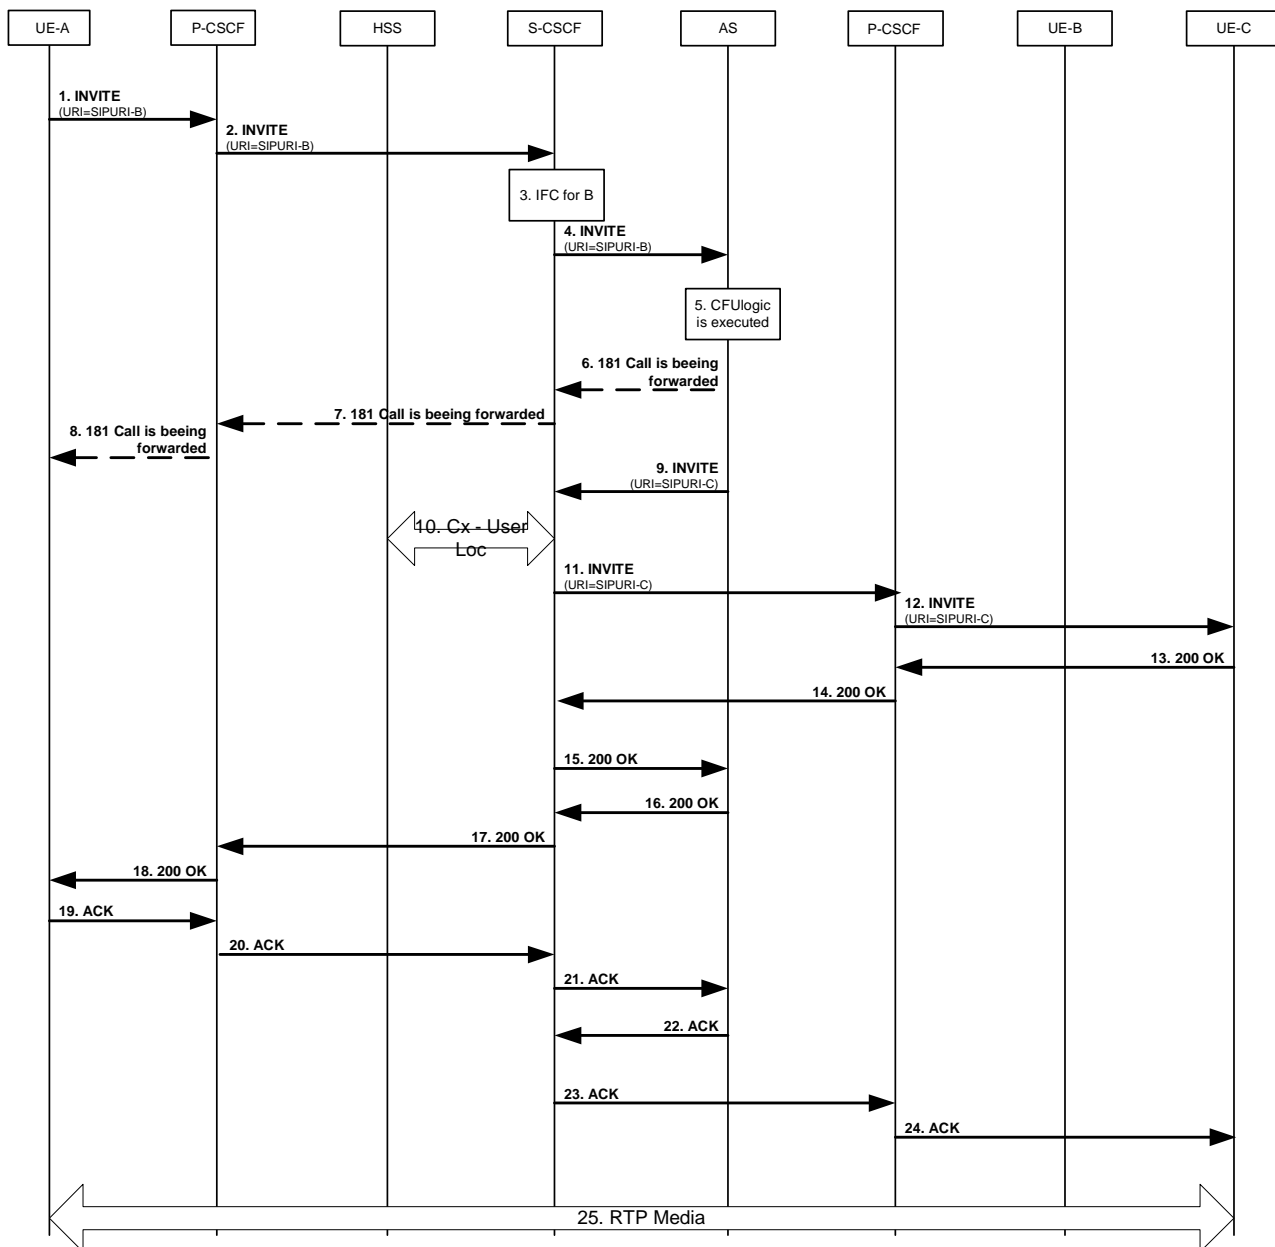 UE-A
P-CSCF
HSS
S-CSCF
AS
P-CSCF
UE-B
UE-C
1. INVITE
(URI=SIPURI-B)
2. INVITE
(URI=SIPURI-B)
3. IFC for B
4. INVITE
(URI=SIPURI-B)
5. CFUlogic
is executed
6. 181 Call is beeing
forwarded
7. 181 Call is beeing forwarded
8. 181 Call is beeing
forwarded
9. INVITE
(URI=SIPURI-C)
10. Cx - User
Loc
11. INVITE
(URI=SIPURI-C)
12. INVITE
(URI=SIPURI-C)
13. 200 OK
14. 200 OK
15. 200 OK
16. 200 OK
17. 200 OK
18. 200 OK
19. ACK
20. ACK
21. ACK
22. ACK
23. ACK
24. ACK
25. RTP Media